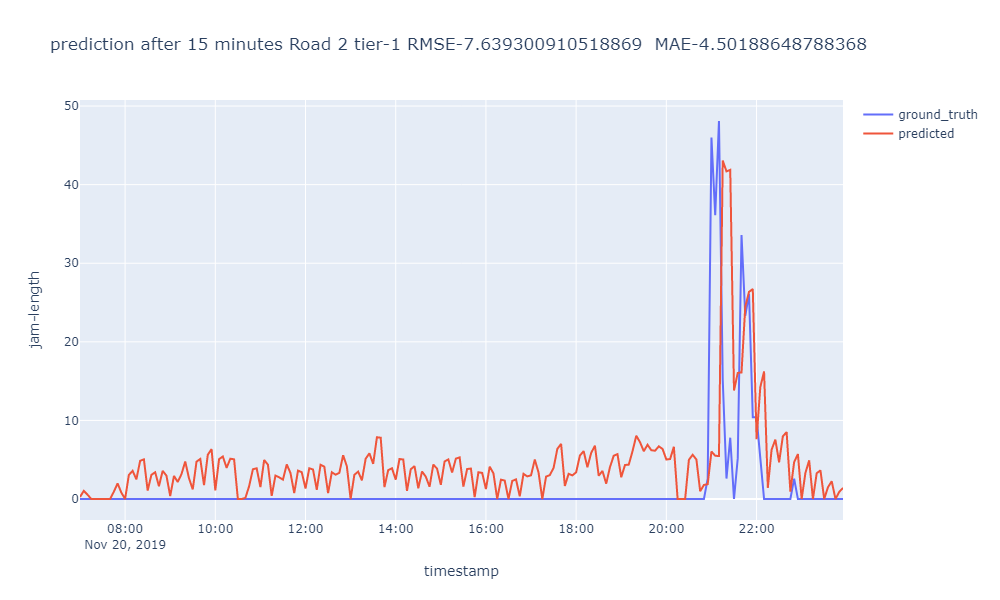 prediction after 15 minutes Road 2 tier-1 RMSE-7.639300910518869  MAE-4.50188648788368
ground_truth
predicted
50
40
30
20
10
0
jam-length
08:00 10:00 12:00 14:00 16:00 18:00 20:00 22:00
Nov 20, 2019
timestamp